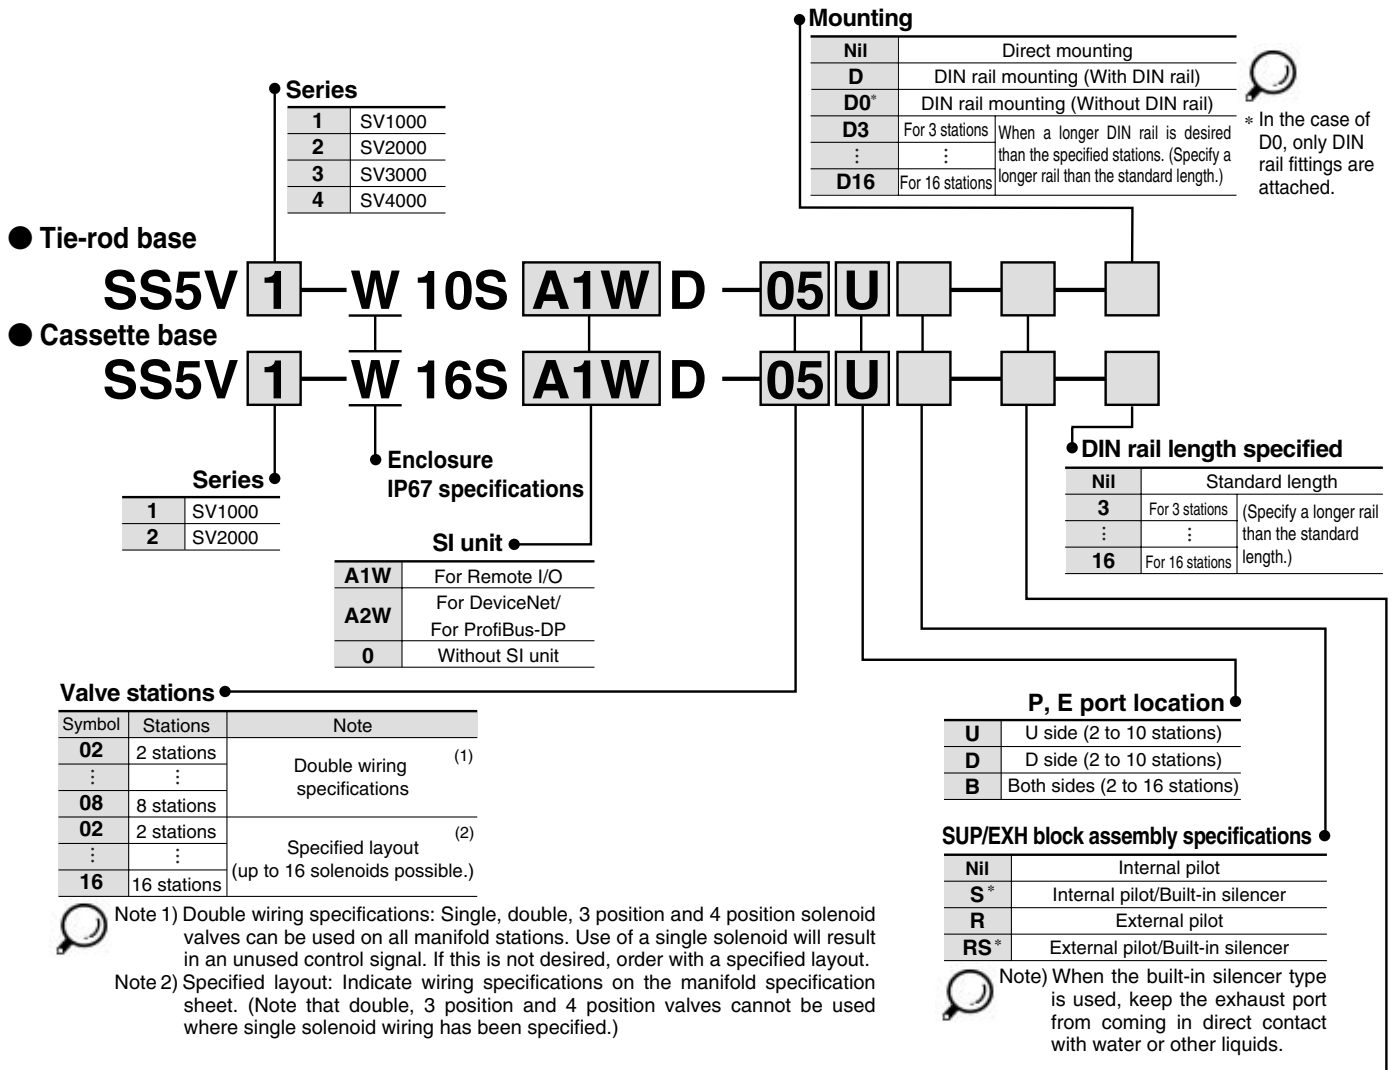 Mounting
Nil Direct mounting
D DIN rail mounting (With DIN rail)
D0* DIN rail mounting (Without DIN rail)
D3 For 3 stations When a longer DIN rail is desired
⋮ ⋮ than the specified stations. (Specify a
D16 For 16 stations longer rail than the standard length.)
* In the case of
D0, only DIN
rail fittings are
attached.
Series
1 SV1000
2 SV2000
3 SV3000
4 SV4000
● Tie-rod base
SS5V 1 — W 10S A1W D — 05 U
● Cassette base
SS5V 1 — W 16S A1W D — 05 U
Series
1 SV1000
2 SV2000
Enclosure
IP67 specifications
DIN rail length specified
Nil Standard length
3 For 3 stations (Specify a longer rail
⋮ ⋮ than the standard
16 For 16 stations length.)
SI unit
A1W For Remote I/O
A2W For DeviceNet/
For ProfiBus-DP
0 Without SI unit
Valve stations
Symbol Stations Note
02 2 stations (1)
⋮ ⋮ Double wiring
specifications
08 8 stations
02 2 stations (2)
⋮ ⋮ Specified layout
(up to 16 solenoids possible.)
16 16 stations
Note 1) Double wiring specifications: Single, double, 3 position and 4 position solenoid
valves can be used on all manifold stations. Use of a single solenoid will result
in an unused control signal. If this is not desired, order with a specified layout.
Note 2) Specified layout: Indicate wiring specifications on the manifold specification
sheet. (Note that double, 3 position and 4 position valves cannot be used
where single solenoid wiring has been specified.)
P, E port location
U U side (2 to 10 stations)
D D side (2 to 10 stations)
B Both sides (2 to 16 stations)
SUP/EXH block assembly specifications
Nil Internal pilot
S* Internal pilot/Built-in silencer
R External pilot
RS* External pilot/Built-in silencer
Note) When the built-in silencer type
is used, keep the exhaust port
from coming in direct contact
with water or other liquids.